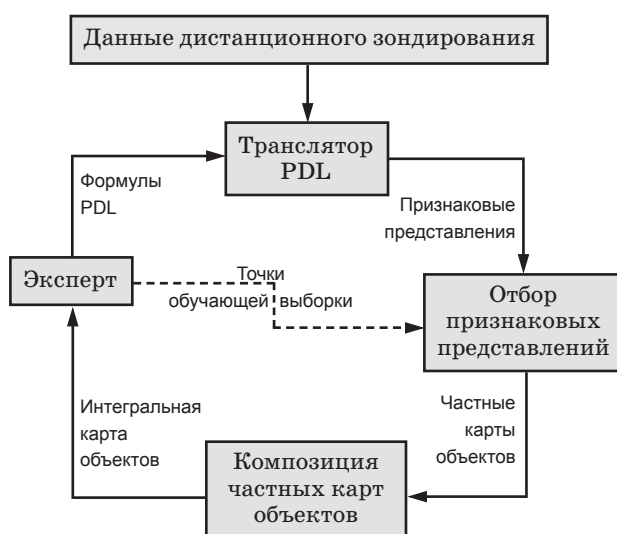 Данные дистанционного зондирования
Транслятор
PDL
Формулы
PDL
Признаковые
представления
Эксперт
Точки
обучающей выборки
Отбор
признаковых
представлений
Интегральная
карта
объектов
Частные
карты
объектов
Композиция
частных карт
объектов